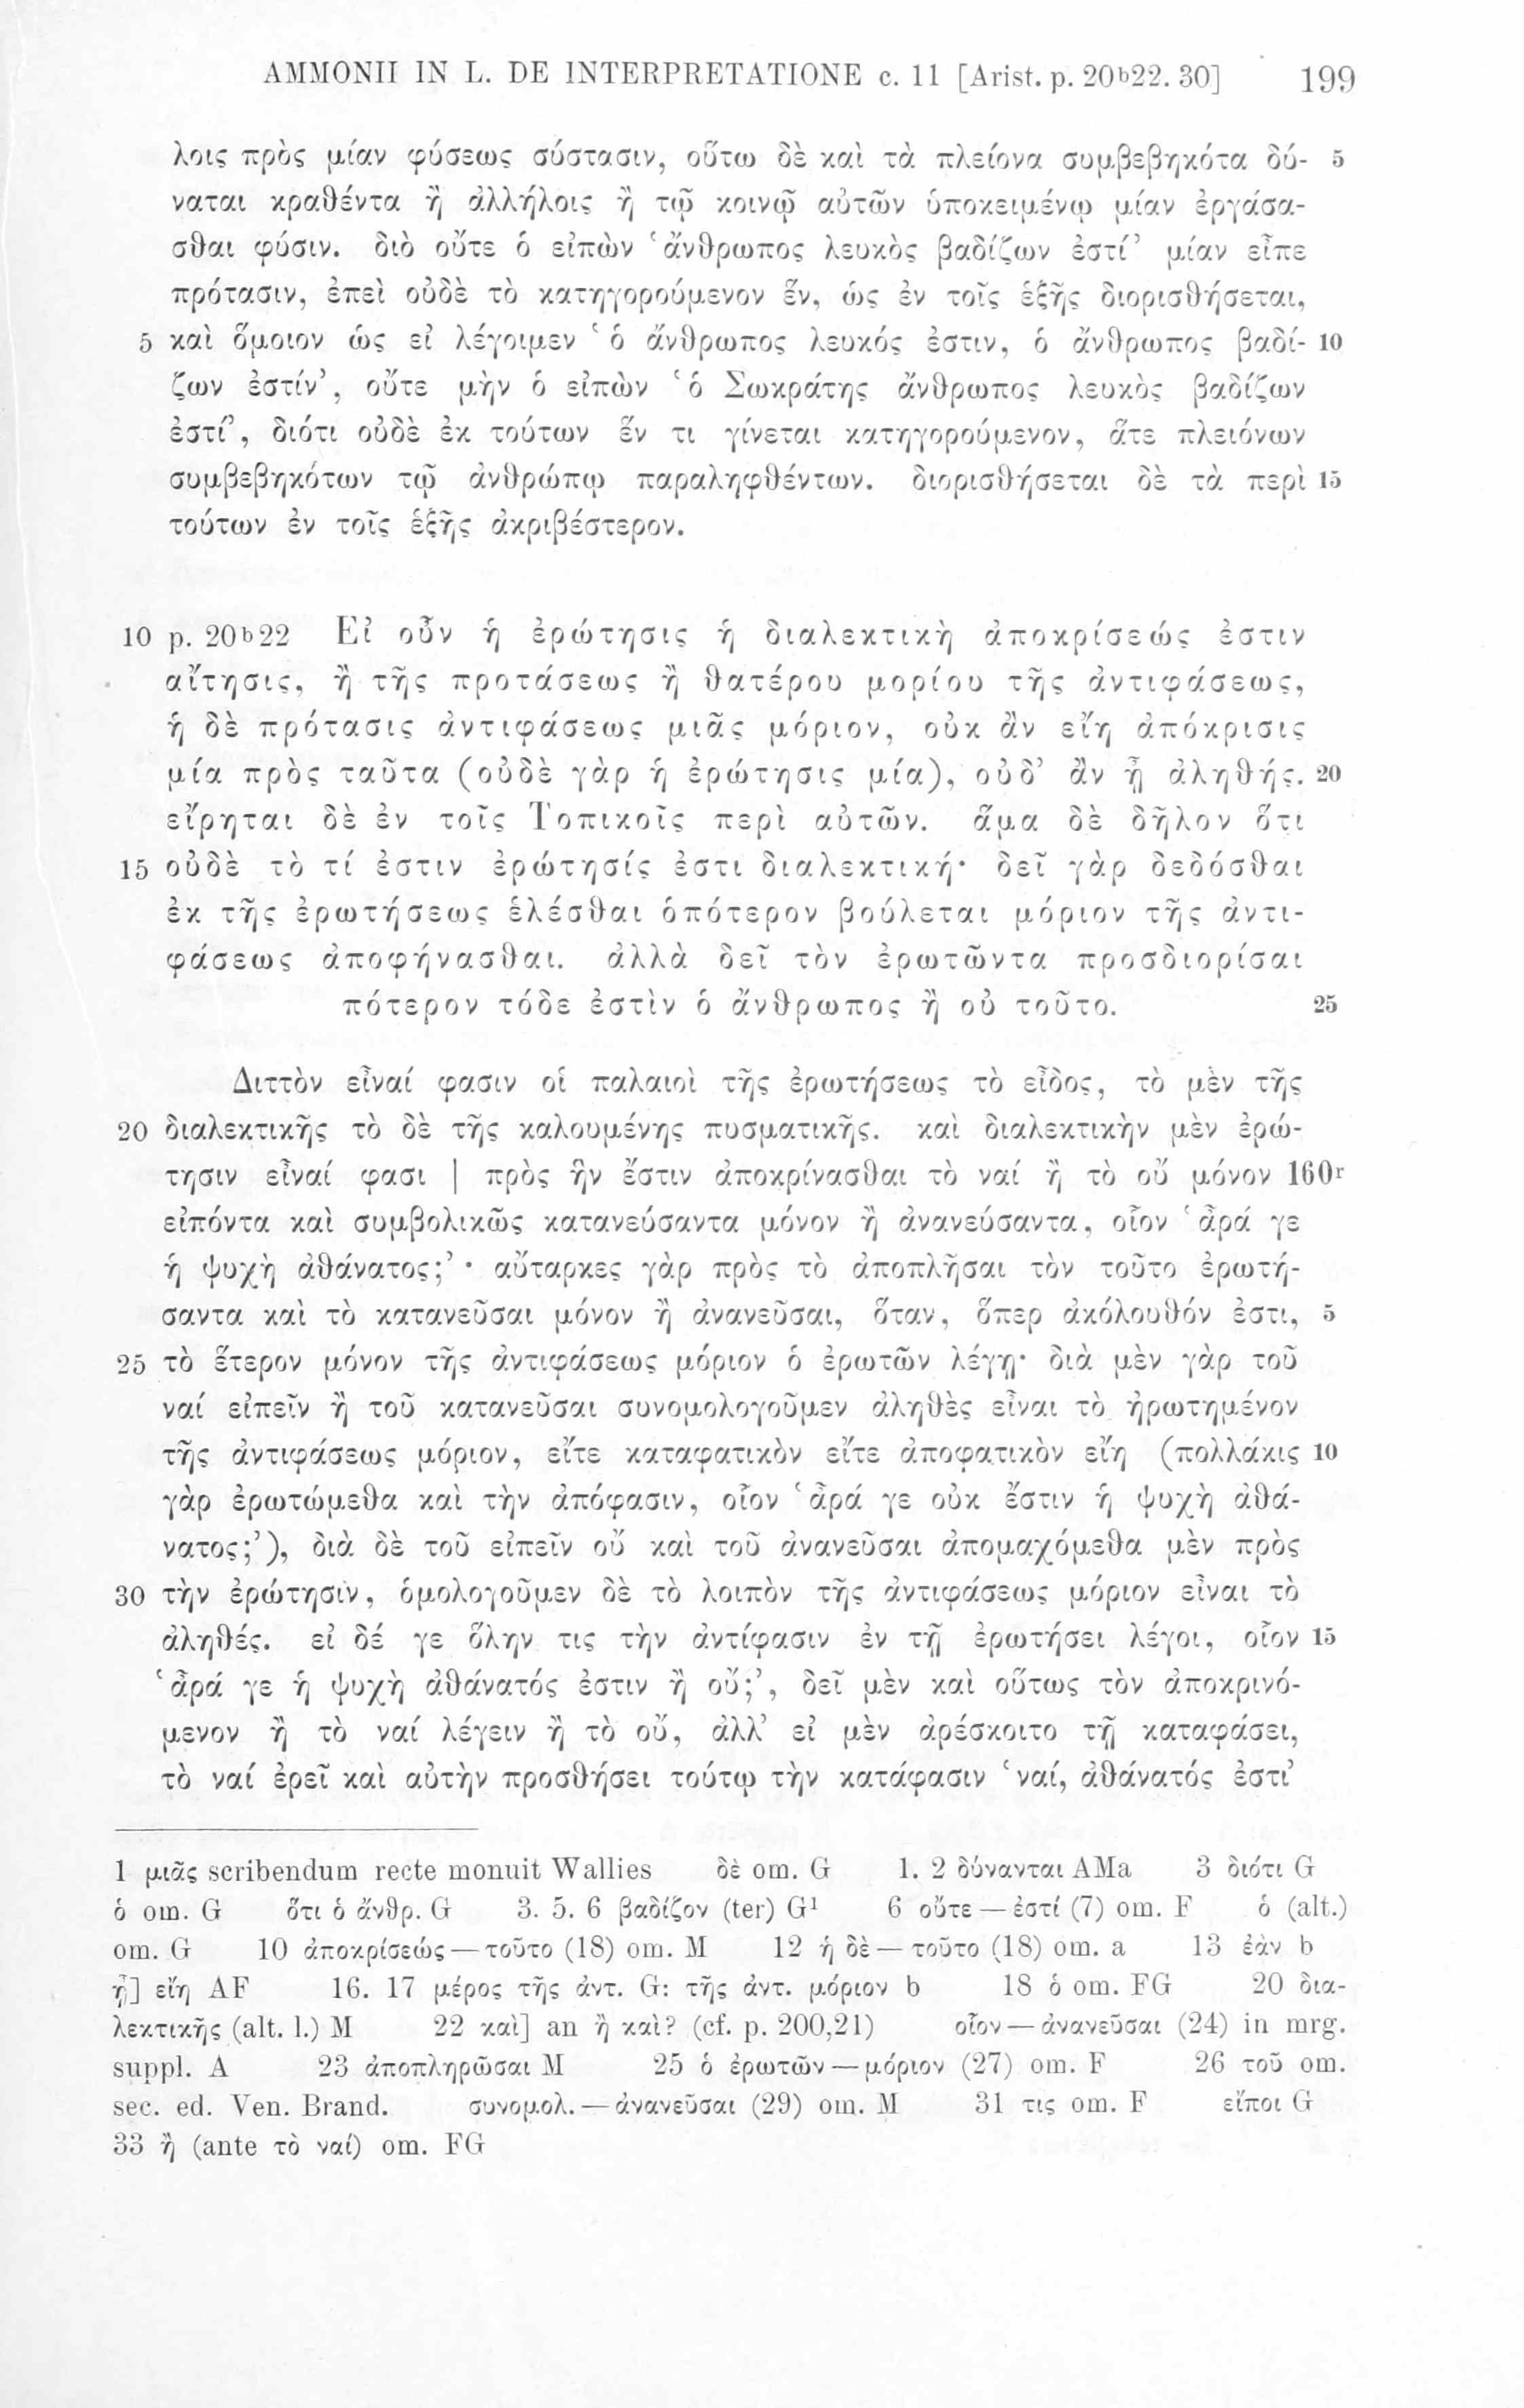 AMMONII IN L. DE INTERPRETATIONE c. 11 [Arist. p. 20b22. 30] 199
λοις πρὸς μίαν φύσεως σύστασιν, οὕτω δὲ καὶ τὰ πλείονα συμβεβηκότα δύ- 5
ναται κραθέντα ἢ ἀλλήλοις ἢ τῷ κοινῷ αὐτῶν ὑποκειμένῳ μίαν ἐργάσα-
σθαι φύσιν. διὸ οὔτε ὁ εἰπὼν ‘ἄνθρωπος λευκὸς βαδίζων ἐστί’ μίαν εἶπε
πρότασιν, ἐπεὶ οὐδὲ τὸ κατηγορούμενον ἕν, ὡς ἐν τοῖς ἑξῆς διορισθήσεται,
5 καὶ ὅμοιον ὡς εἰ λέγοιμεν ‘ὁ ἄνθρωπος λευκός ἐστιν, ὁ ἄνθρωπος βαδί- 10
ζων ἐστίν’, οὔτε μὴν ὁ εἰπὼν ‘ὁ Σωκράτης ἄνθρωπος λευκὸς βαδίζων
ἐστί’, διότι οὐδὲ ἐκ τούτων ἕν τι γίνεται κατηγορούμενον, ἅτε πλειόνων
συμβεβηκότων τῷ ἀνθρώπῳ παραληφθέντων. διορισθήσεται δὲ τὰ περὶ 15
τούτων ἐν τοῖς ἑξῆς ἀκριβέστερον.
10 p. 20b22 Εἰ οὖν ἡ ἐρώτησις ἡ διαλεκτικὴ ἀποκρίσεώς ἐστιν
αἴτησις, ἢ τῆς προτάσεως ἢ θατέρου μορίου τῆς ἀντιφάσεως,
ἡ δὲ πρότασις ἀντιφάσεως μιᾶς μόριον, οὐκ ἂν εἴη ἀπόκρισις
μία πρὸς ταῦτα (οὐδὲ γὰρ ἡ ἐρώτησις μία), οὐδ’ ἂν ᾖ ἀληθής. 20
εἴρηται δὲ ἐν τοῖς Τοπικοῖς περὶ αὐτῶν. ἅμα δὲ δῆλον ὅτι
15 οὐδὲ τὸ τί ἐστιν ἐρώτησίς ἐστι διαλεκτική· δεῖ γὰρ δεδόσθαι
ἐκ τῆς ἐρωτήσεως ἑλέσθαι ὁπότερον βούλεται μόριον τῆς ἀντι-
φάσεως ἀποφήνασθαι. ἀλλὰ δεῖ τὸν ἐρωτῶντα προσδιορίσαι
πότερον τόδε ἐστὶν ὁ ἄνθρωπος ἢ οὐ τοῦτο. 25
Διττὸν εἶναί φασιν οἱ παλαιοὶ τῆς ἐρωτήσεως τὸ εἶδος, τὸ μὲν τῆς
20 διαλεκτικῆς τὸ δὲ τῆς καλουμένης πυσματικῆς. καὶ διαλεκτικὴν μὲν ἐρώ-
τησιν εἶναί φασι | πρὸς ἣν ἔστιν ἀποκρίνασθαι τὸ ναί ἢ τὸ οὔ μόνον 160r
εἰπόντα καὶ συμβολικῶς κατανεύσαντα μόνον ἢ ἀνανεύσαντα, οἷον ‘ἆρά γε
ἡ ψυχὴ ἀθάνατος;’· αὔταρκες γὰρ πρὸς τὸ ἀποπλῆσαι τὸν τοῦτο ἐρωτή-
σαντα καὶ τὸ κατανεῦσαι μόνον ἢ ἀνανεῦσαι, ὅταν, ὅπερ ἀκόλουθόν ἐστι, 5
25 τὸ ἕτερον μόνον τῆς ἀντιφάσεως μόριον ὁ ἐρωτῶν λέγῃ· διὰ μὲν γὰρ τοῦ
ναί εἰπεῖν ἢ τοῦ κατανεῦσαι συνομολογοῦμεν ἀληθὲς εἶναι τὸ ἠρωτημένον
τῆς ἀντιφάσεως μόριον, εἴτε καταφατικὸν εἴτε ἀποφατικὸν εἴη (πολλάκις 10
γὰρ ἐρωτώμεθα καὶ τὴν ἀπόφασιν, οἷον ‘ἆρά γε οὐκ ἔστιν ἡ ψυχὴ ἀθά-
νατος;’), διὰ δὲ τοῦ εἰπεῖν οὔ καὶ τοῦ ἀνανεῦσαι ἀπομαχόμεθα μὲν πρὸς
30 τὴν ἐρώτησιν, ὁμολογοῦμεν δὲ τὸ λοιπὸν τῆς ἀντιφάσεως μόριον εἶναι τὸ
ἀληθές. εἰ δέ γε ὅλην τις τὴν ἀντίφασιν ἐν τῇ ἐρωτήσει λέγοι, οἷον 15
‘ἆρά γε ἡ ψυχὴ ἀθάνατός ἐστιν ἢ οὔ;’, δεῖ μὲν καὶ οὕτως τὸν ἀποκρινό-
μενον ἢ τὸ ναί λέγειν ἢ τὸ οὔ, ἀλλ’ εἰ μὲν ἀρέσκοιτο τῇ καταφάσει,
τὸ ναί ἐρεῖ καὶ αὐτὴν προσθήσει τούτῳ τὴν κατάφασιν ‘ναί, ἀθάνατός ἐστι’
1 μιᾶς scribendum recte monuit Wallies δὲ om. G 1. 2 δύνανται AMa 3 διότι G
ὁ om. G ὅτι ὁ ἄνθρ. G 3. 5. 6 βαδίζον (ter) G¹ 6 οὔτε — ἐστί (7) om. F ὁ (alt.)
om. G 10 ἀποκρίσεώς — τοῦτο (18) om. M 12 ἡ δὲ — τοῦτο (18) om. a 13 ἐὰν b
ᾖ] εἴη AF 16. 17 μέρος τῆς ἀντ. G: τῆς ἀντ. μόριον b 18 ὁ om. FG 20 δια-
λεκτικῆς (alt. l.) M 22 καὶ] an ἢ καὶ? (cf. p. 200,21) οἷον — ἀνανεῦσαι (24) in mrg.
suppl. A 23 ἀποπληρῶσαι M 25 ὁ ἐρωτῶν — μόριον (27) om. F 26 τοῦ om.
sec. ed. Ven. Brand. συνομολ. — ἀνανεῦσαι (29) om. M 31 τις om. F εἴποι G
33 ἢ (ante τὸ ναί) om. FG